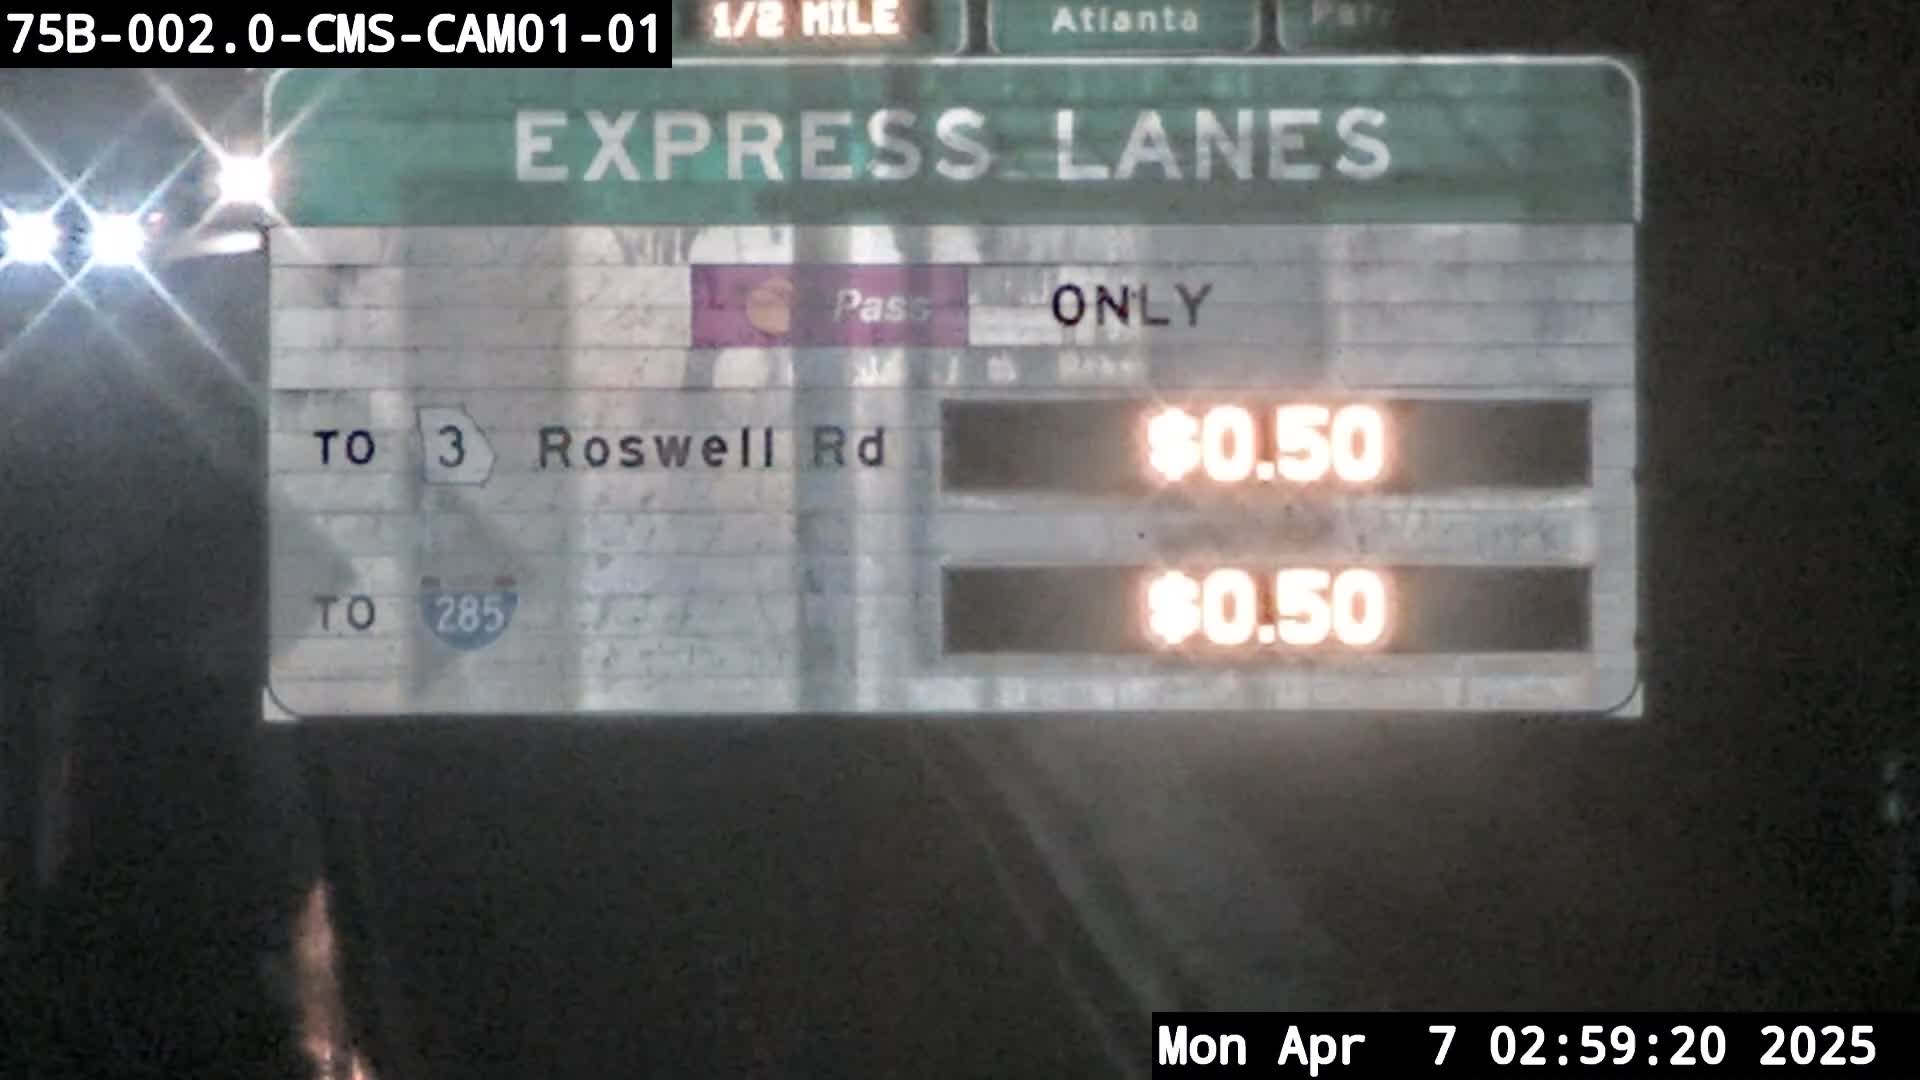 75B-002.0-CMS-CAM01-01
1/2 MILE
Atlanta
EXPRESS LANES
Pass ONLY
TO 3 Roswell Rd $0.50
TO 285 $0.50
Mon Apr 7 02:59:20 2025